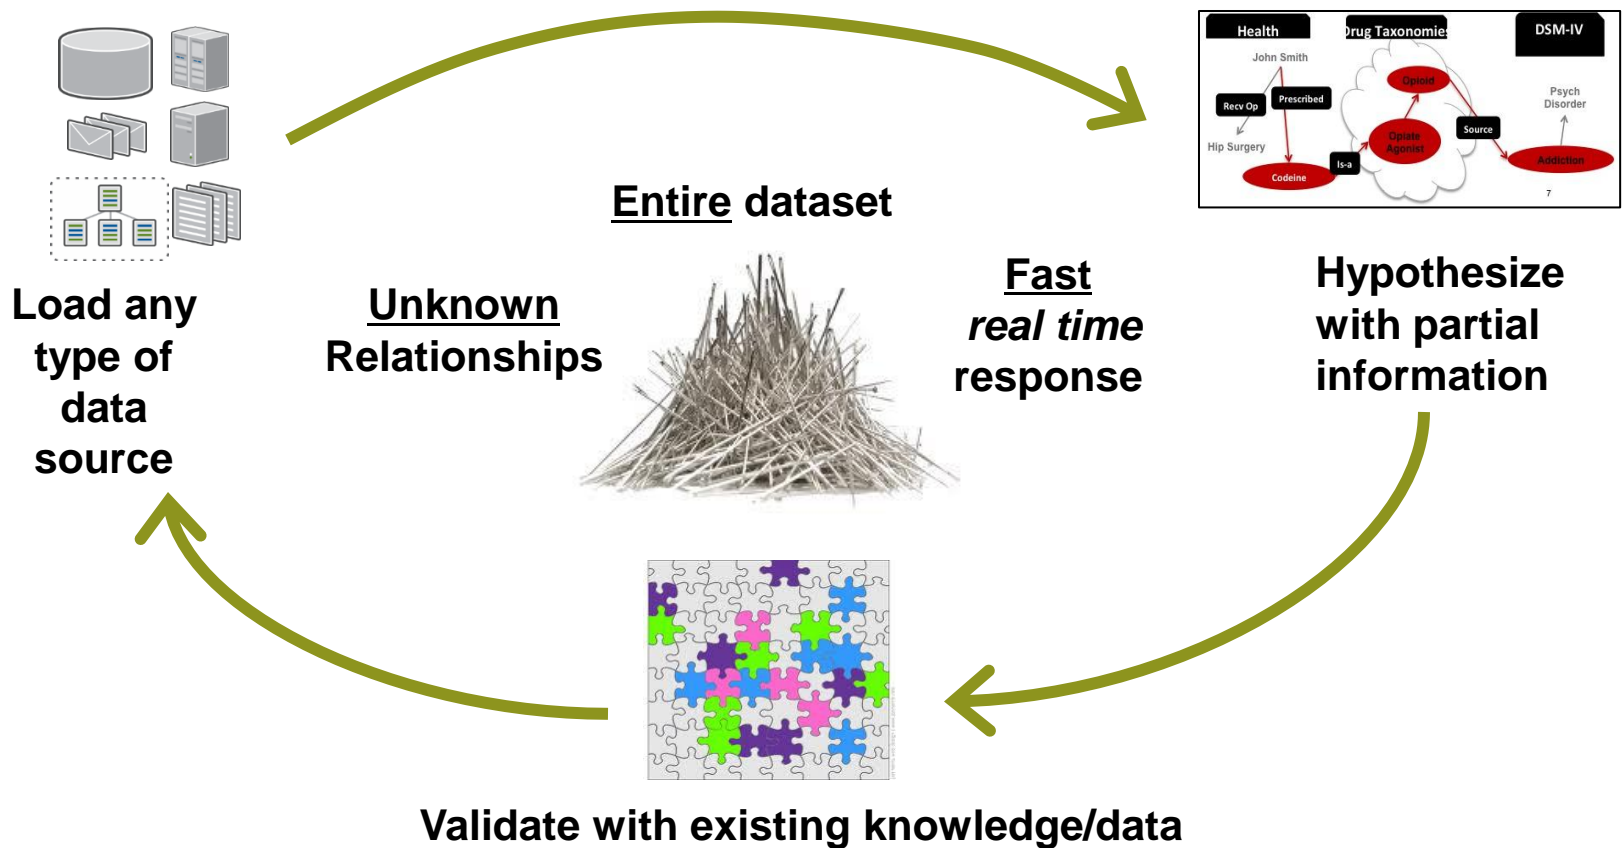 Health
Drug Taxonomies
DSM-IV
John Smith
Opioid
Recv Op
Prescribed
Psych
Disorder
Hip Surgery
Opiate
Agonist
Source
Is-a
Codeine
Addiction
7
Entire dataset
Load any
type of
data
source
Unknown
Relationships
Fast
real time
response
Hypothesize
with partial
information
Validate with existing knowledge/data